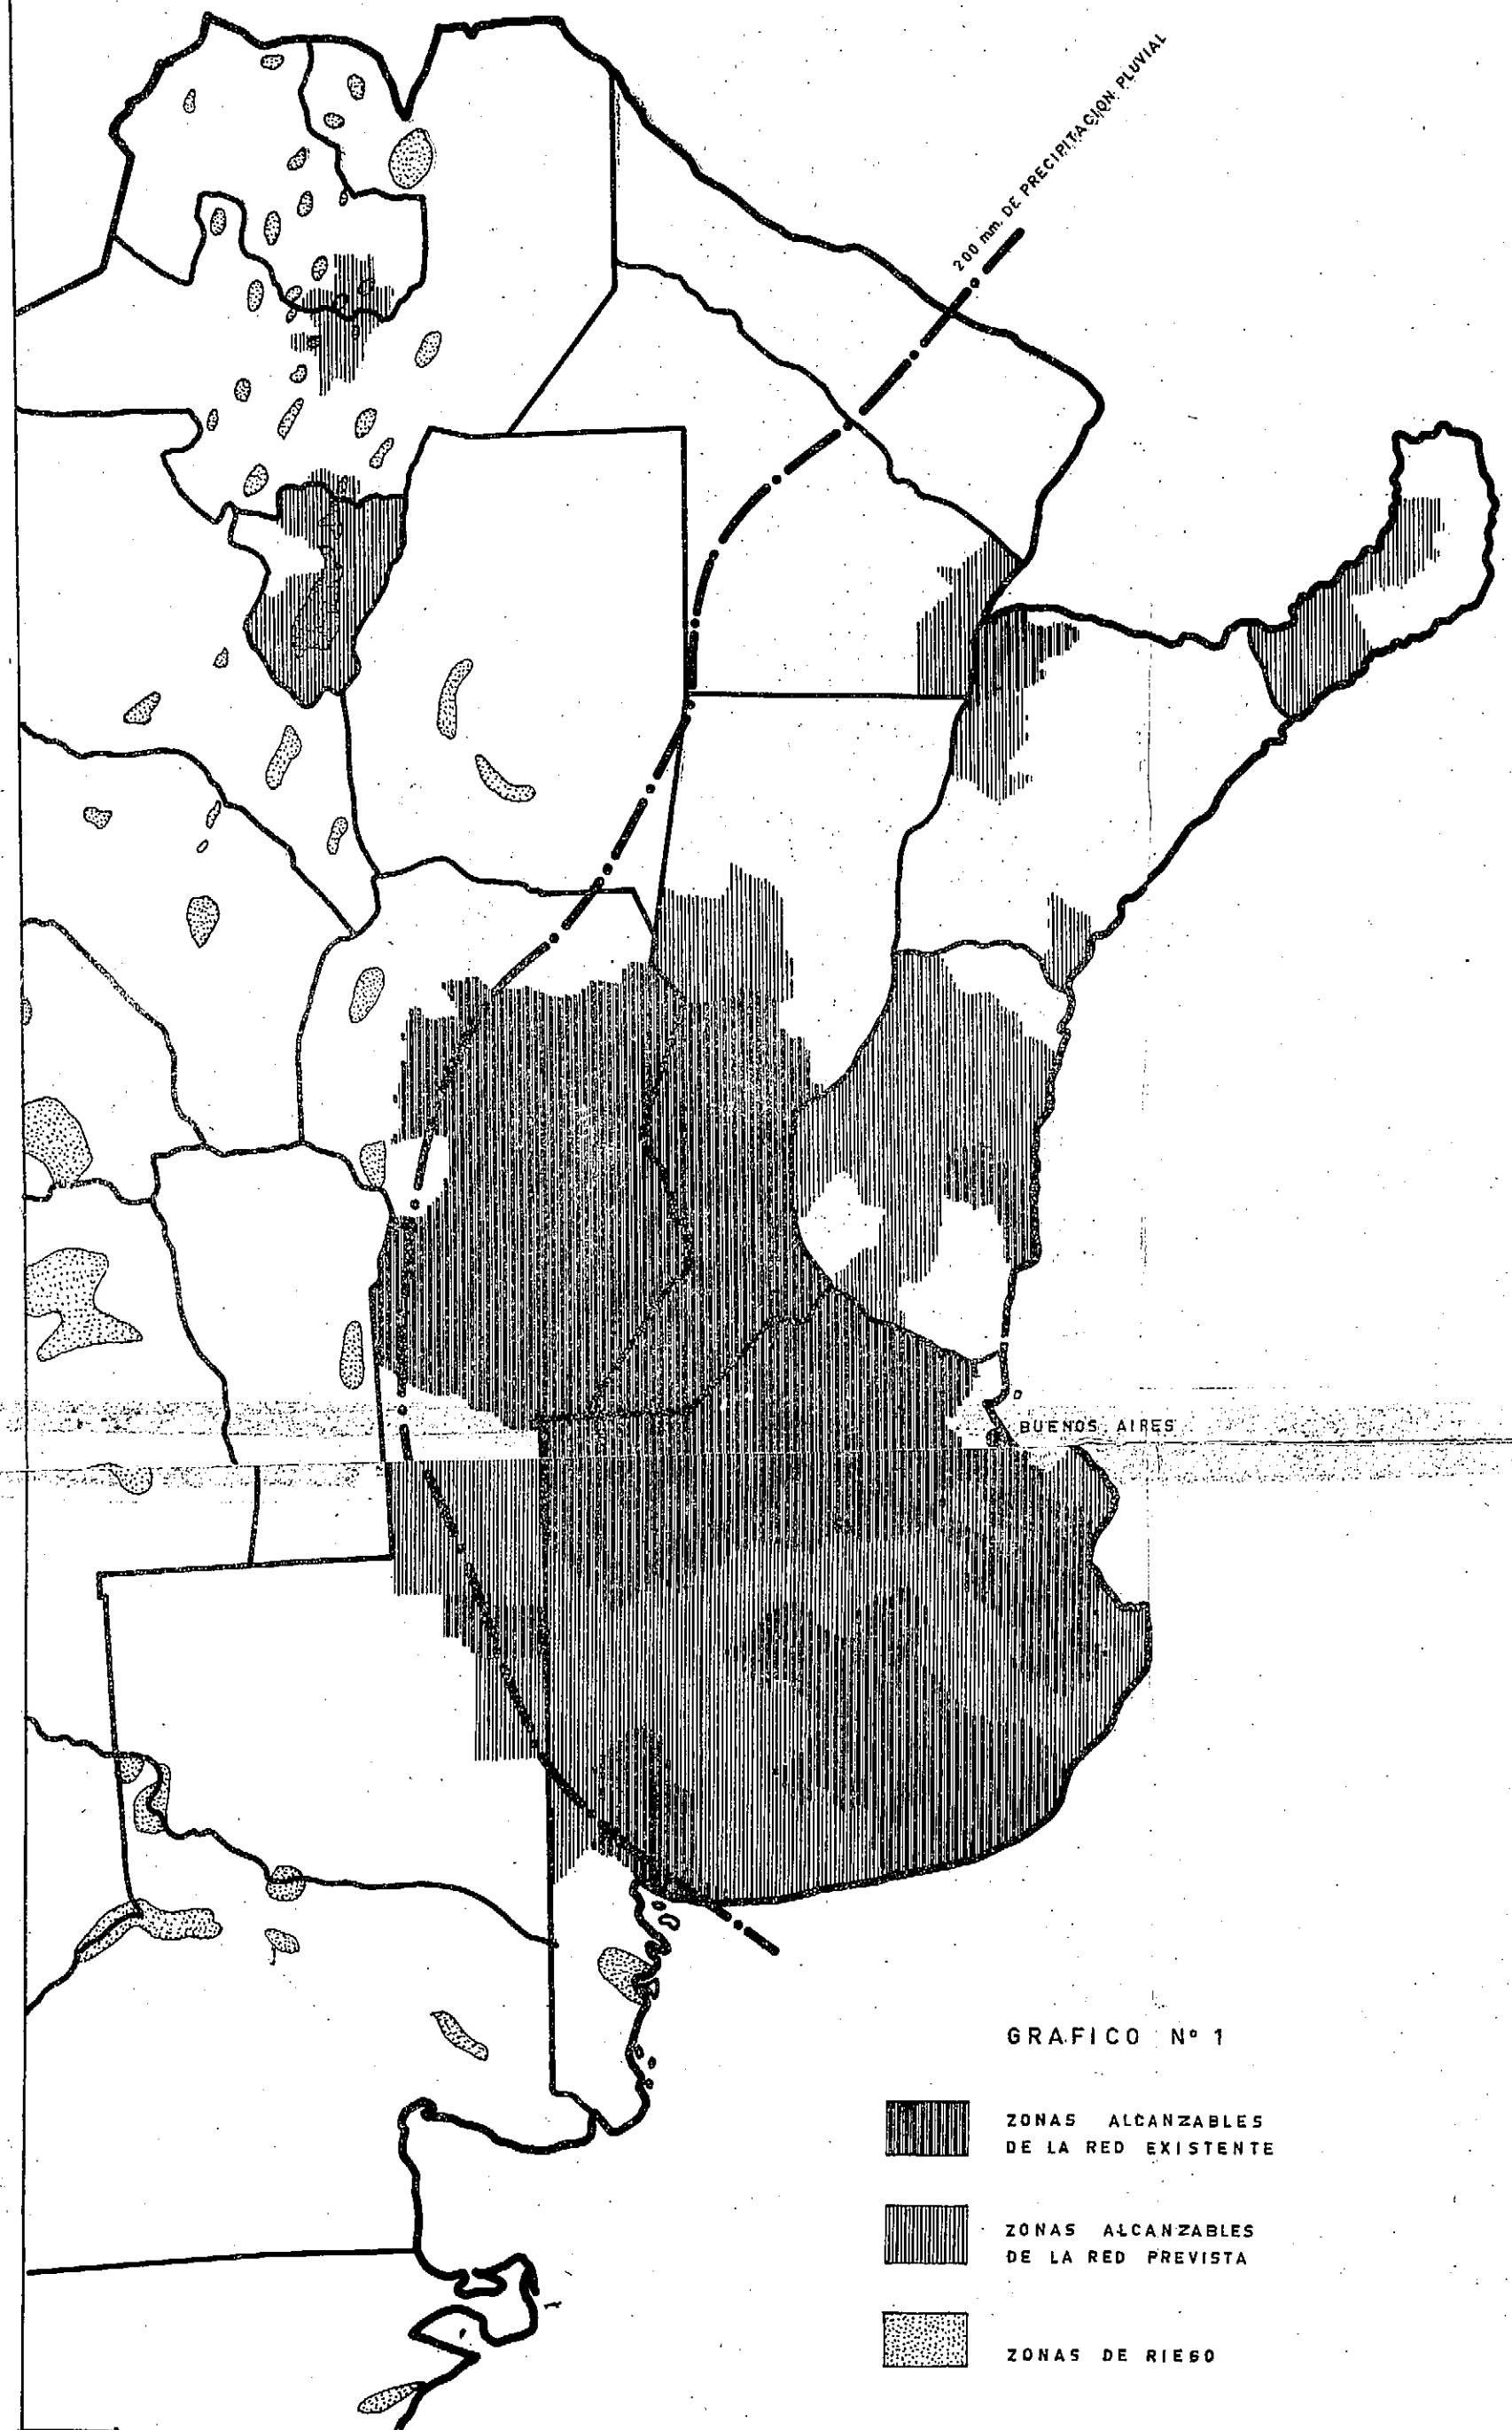 200 mm. DE PRECIPITACION PLUVIAL
BUENOS AIRES
GRAFICO Nº 1
ZONAS ALCANZABLES
DE LA RED EXISTENTE
ZONAS ALCANZABLES
DE LA RED PREVISTA
ZONAS DE RIEGO